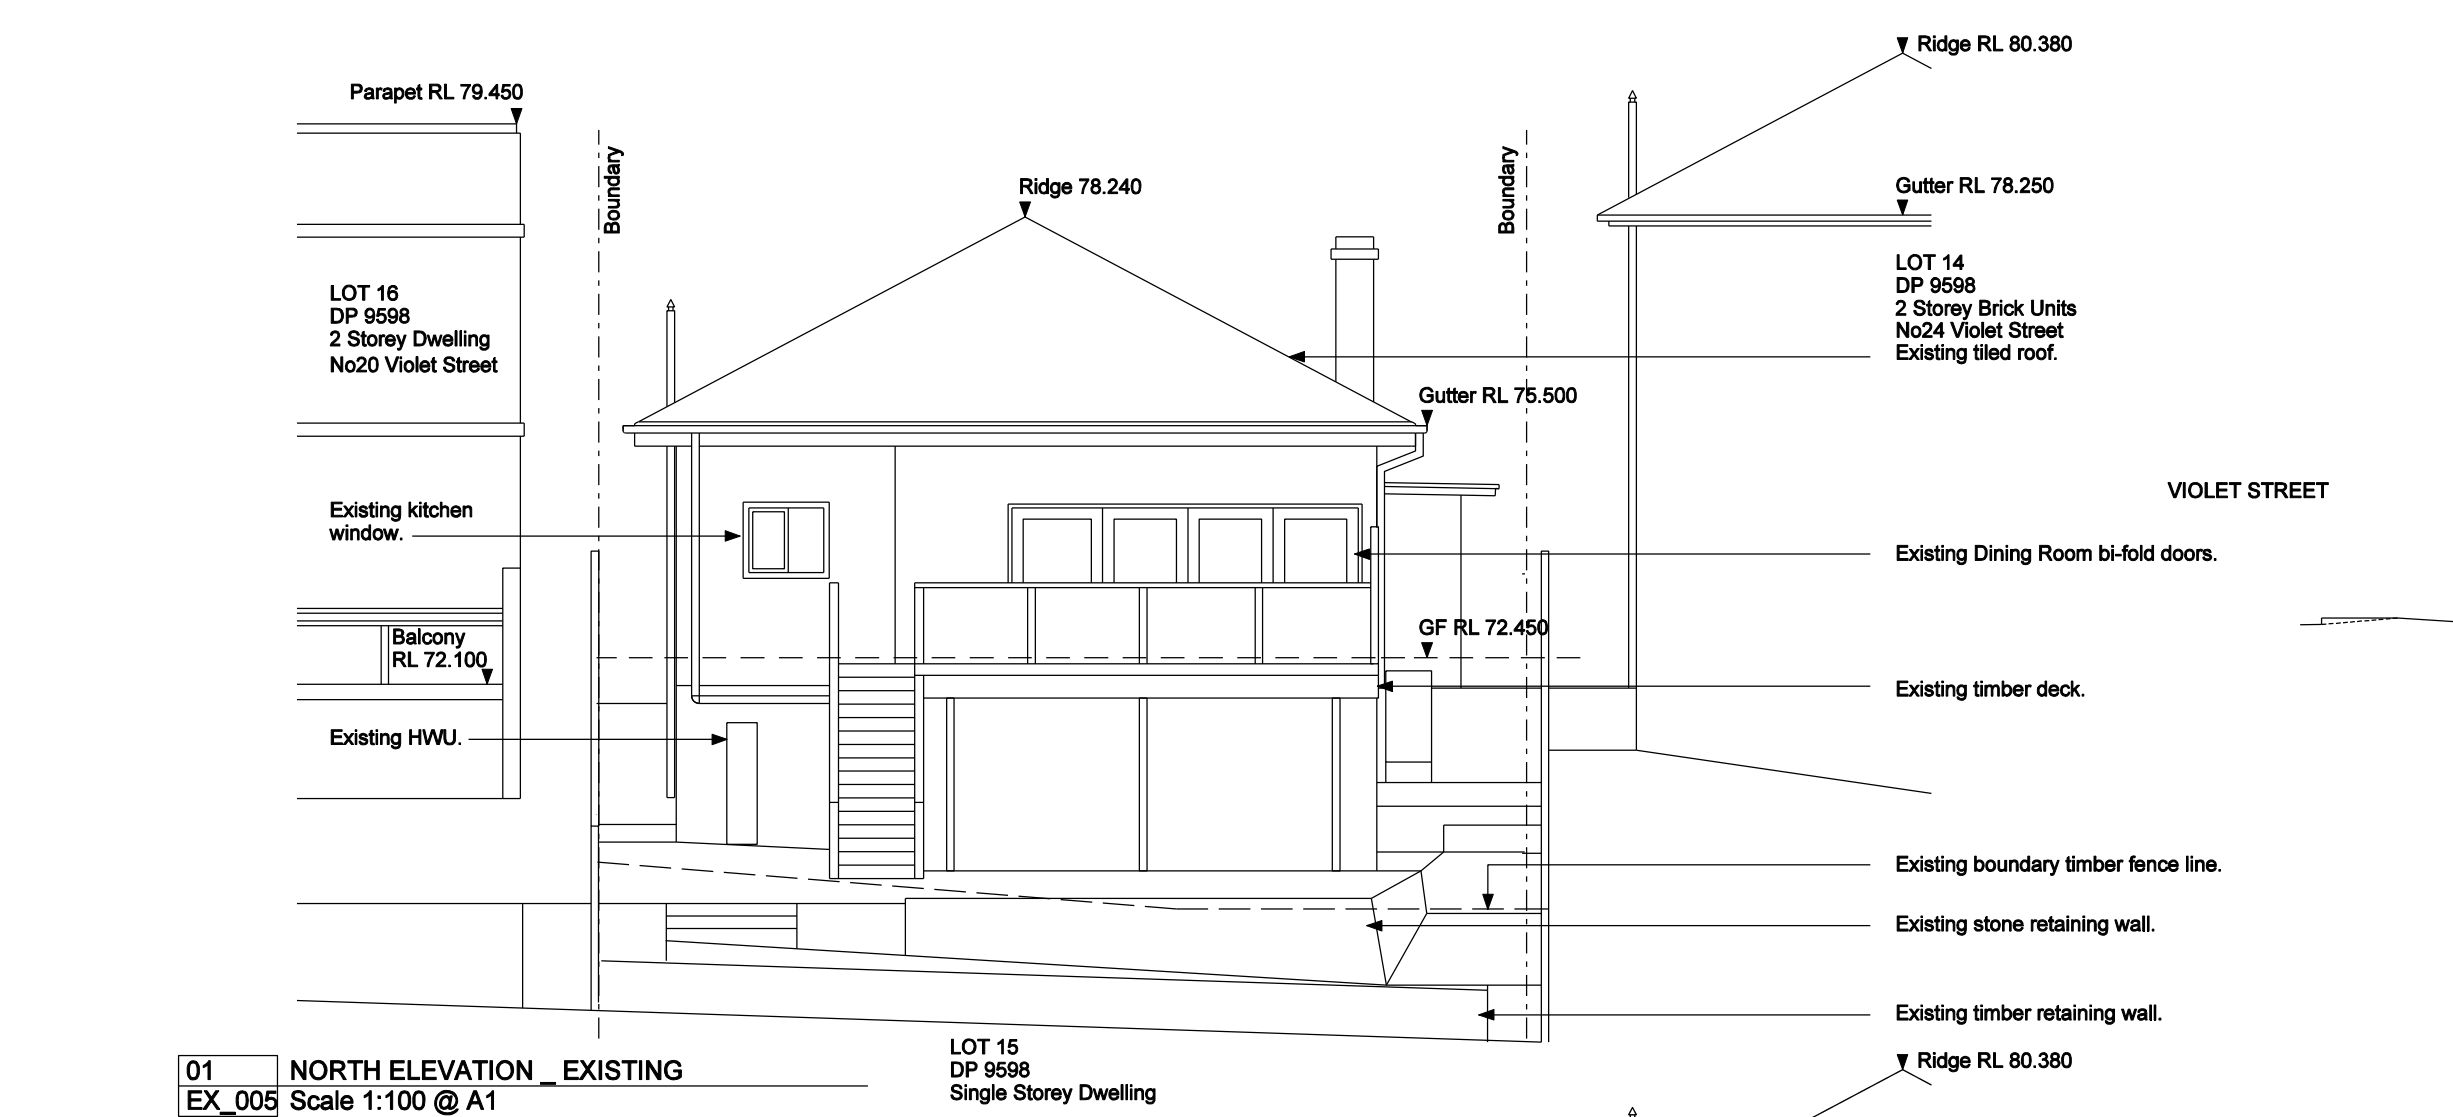 Ridge RL 80.380
Parapet RL 79.450
Boundary
Boundary
Ridge 78.240
Gutter RL 78.250
LOT 16
DP 9598
2 Storey Dwelling
No20 Violet Street
LOT 14
DP 9598
2 Storey Brick Units
No24 Violet Street
Existing tiled roof.
Gutter RL 75.500
VIOLET STREET
Existing kitchen
window.
Existing Dining Room bi-fold doors.
GF RL 72.450
Balcony
RL 72.100
Existing timber deck.
Existing HWU.
Existing boundary timber fence line.
Existing stone retaining wall.
Existing timber retaining wall.
LOT 15
DP 9598
Single Storey Dwelling
Ridge RL 80.380
01 NORTH ELEVATION _ EXISTING
EX_005 Scale 1:100 @ A1